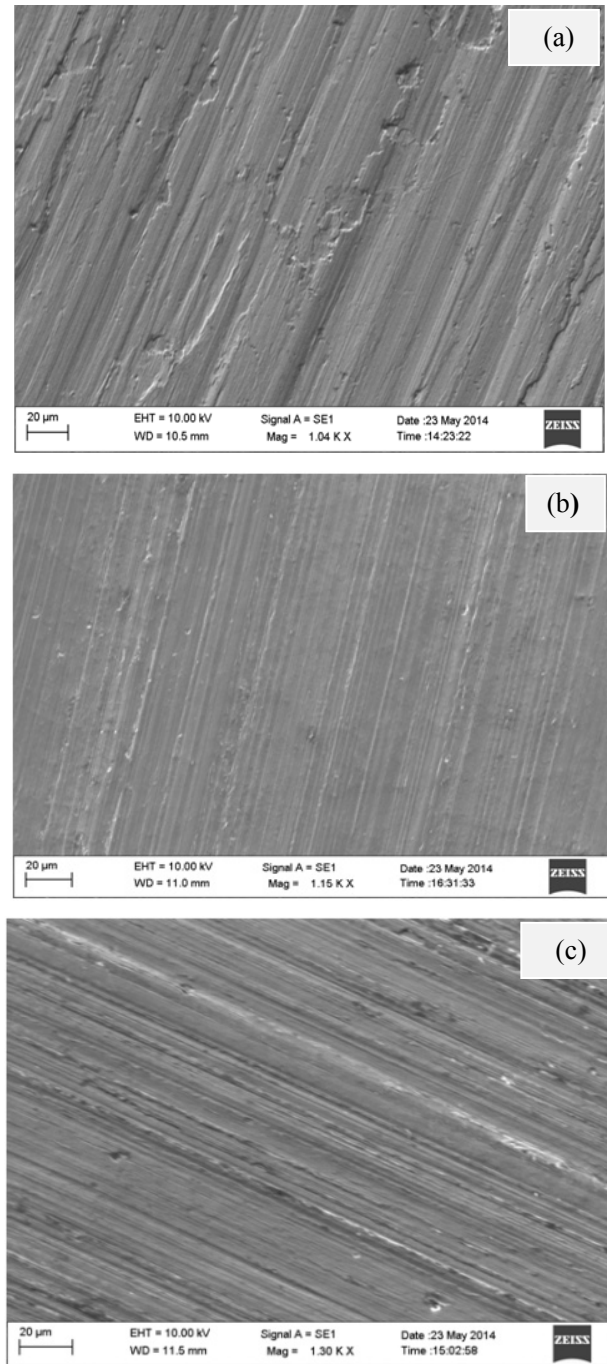 (a)
20 µm EHT = 10.00 kV Signal A = SE1 Date :23 May 2014 ZEISS
WD = 10.5 mm Mag = 1.04 K X Time :14:23:22
(b)
20 µm EHT = 10.00 kV Signal A = SE1 Date :23 May 2014 ZEISS
WD = 11.0 mm Mag = 1.15 K X Time :16:31:33
(c)
20 µm EHT = 10.00 kV Signal A = SE1 Date :23 May 2014 ZEISS
WD = 11.5 mm Mag = 1.30 K X Time :15:02:58